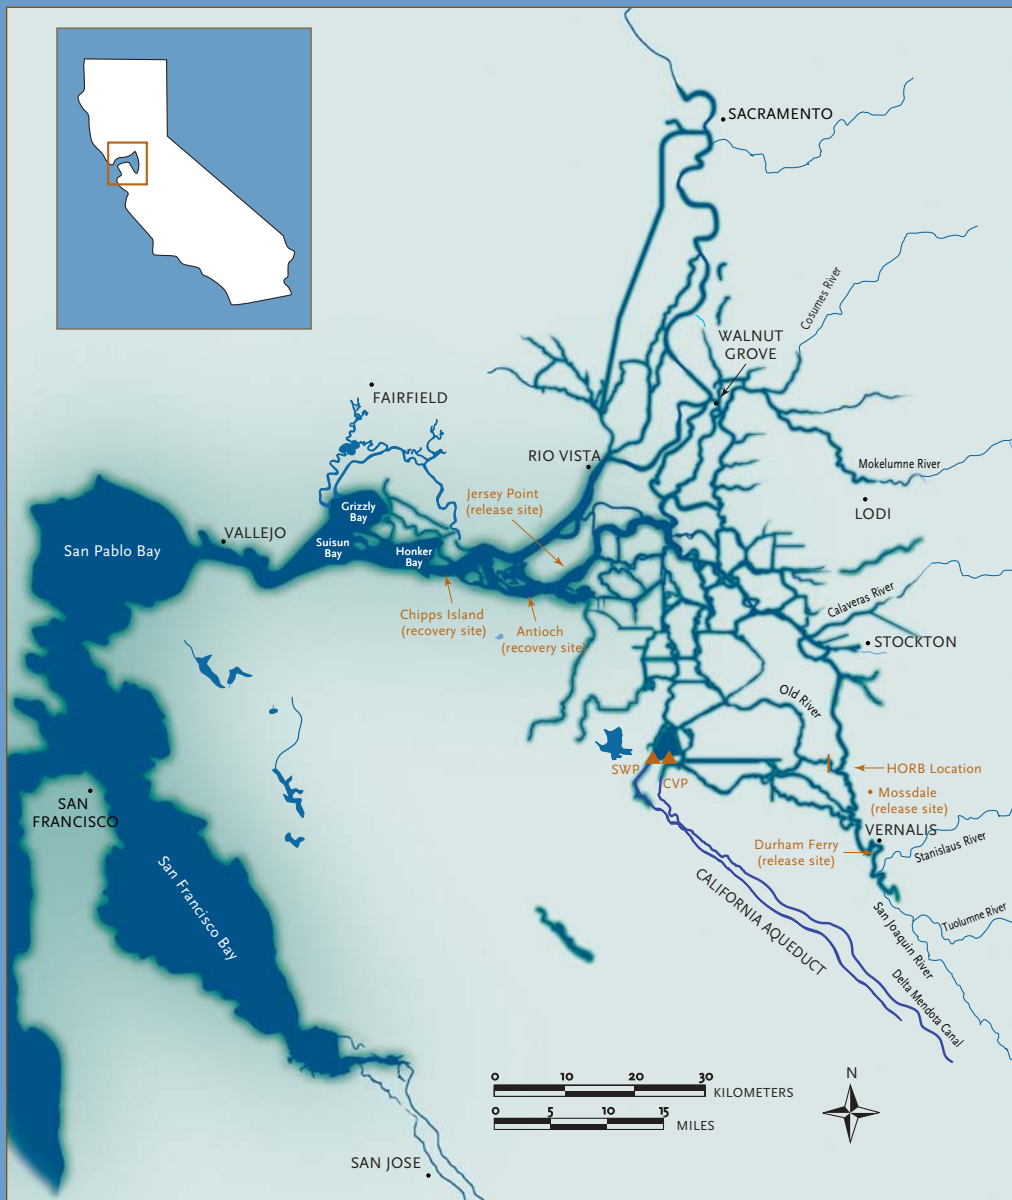 SACRAMENTO
Cosumes River
WALNUT
GROVE
FAIRFIELD
RIO VISTA
Mokelumne River
Jersey Point
(release site)
LODI
Grizzly
Bay
VALLEJO
San Pablo Bay
Suisun
Bay
Honker
Bay
Calaveras River
Chipps Island
(recovery site)
Antioch
(recovery site)
STOCKTON
Old River
SWP
CVP
HORB Location
Mossdale
(release site)
SAN
FRANCISCO
VERNALIS
Durham Ferry
(release site)
Stanislaus River
San Francisco Bay
CALIFORNIA AQUEDUCT
San Joaquin River
Tuolumne River
Delta Mendota Canal
0 10 20 30
KILOMETERS
0 5 10 15
MILES
N
SAN JOSE